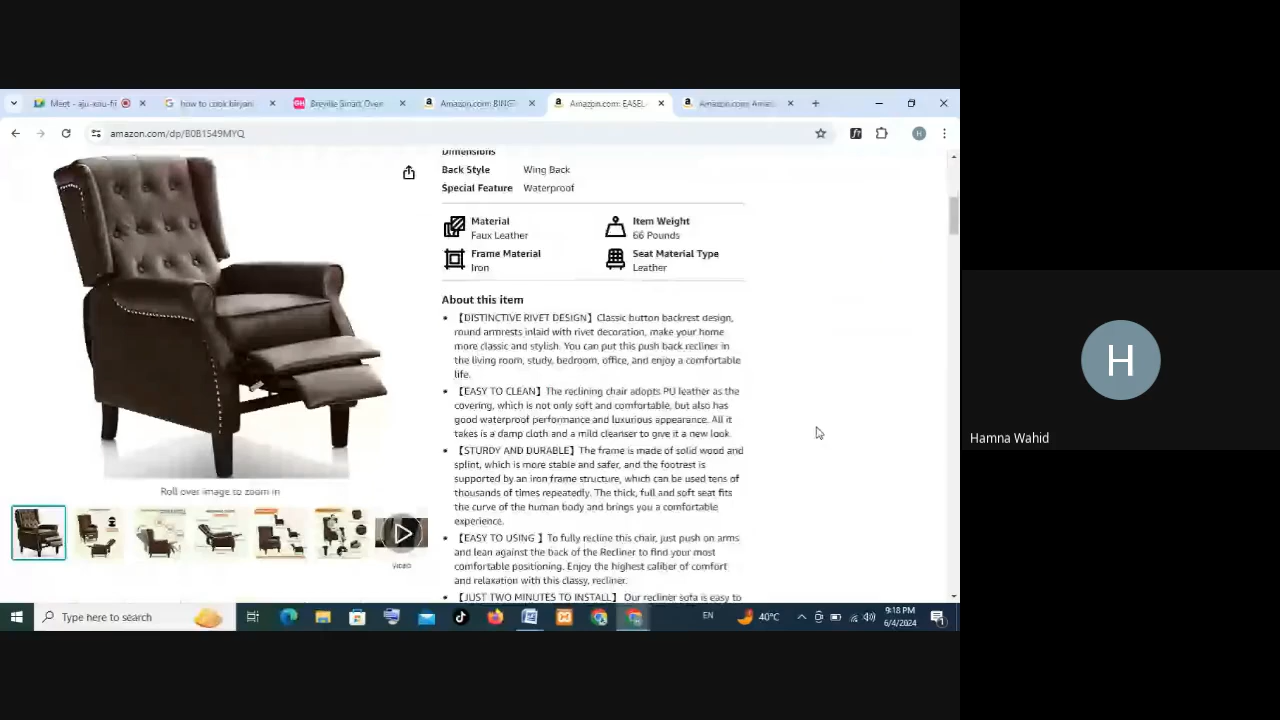 Meet - aju-xniu-fii
how to cook birjani
GH Breville Smart Oven
Amazon.com: BING
Amazon.com: EASEL
Amazon.com: Amaz
amazon.com/dp/B0B1549MYQ
H
Dimensions
Back Style Wing Back
Special Feature Waterproof
Material
Faux Leather
Item Weight
66 Pounds
Frame Material
Iron
Seat Material Type
Leather
About this item
【DISTINCTIVE RIVET DESIGN】Classic button backrest design,
round armrests inlaid with rivet decoration, make your home
more classic and stylish. You can put this push back recliner in
the living room, study, bedroom, office, and enjoy a comfortable
life.
【EASY TO CLEAN】The reclining chair adopts PU leather as the
covering, which is not only soft and comfortable, but also has
good waterproof performance and luxurious appearance. All it
takes is a damp cloth and a mild cleanser to give it a new look.
【STURDY AND DURABLE】The frame is made of solid wood and
splint, which is more stable and safer, and the footrest is
supported by an iron frame structure, which can be used tens of
thousands of times repeatedly. The thick, full and soft seat fits
the curve of the human body and brings you a comfortable
experience.
【EASY TO USING 】To fully recline this chair, just push on arms
and lean against the back of the Recliner to find your most
comfortable positioning. Enjoy the highest caliber of comfort
and relaxation with this classy, recliner.
【JUST TWO MINUTES TO INSTALL】Our recliner sofa is easy to
Roll over image to zoom in
VIDEO
Type here to search
EN
40°C
9:18 PM
6/4/2024
H
Hamna Wahid